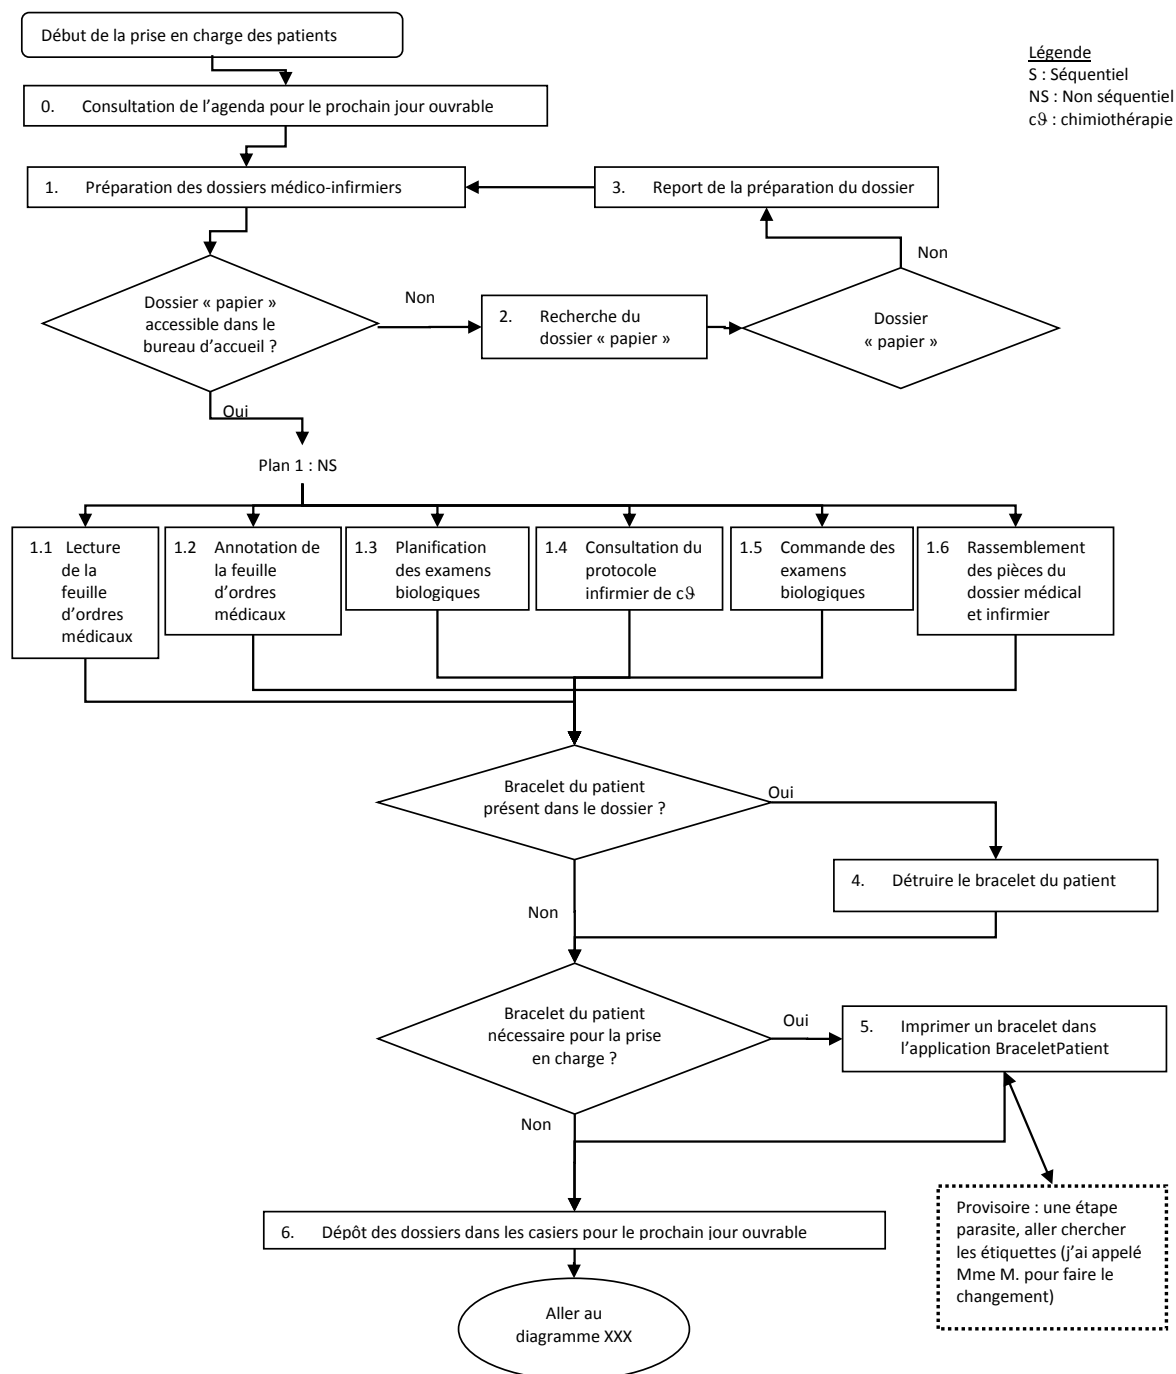 Début de la prise en charge des patients
Légende
S : Séquentiel
NS : Non séquentiel
cϑ : chimiothérapie
0. Consultation de l’agenda pour le prochain jour ouvrable
1. Préparation des dossiers médico-infirmiers
3. Report de la préparation du dossier
Non
Dossier « papier »
accessible dans le
bureau d’accueil ?
Non
2. Recherche du
dossier « papier »
Dossier
« papier »
Oui
Plan 1 : NS
1.1 Lecture
de la
feuille
d’ordres
médicaux
1.2 Annotation de
la feuille
d’ordres
médicaux
1.3 Planification
des examens
biologiques
1.4 Consultation du
protocole
infirmier de cϑ
1.5 Commande des
examens
biologiques
1.6 Rassemblement
des pièces du
dossier médical
et infirmier
Bracelet du patient
présent dans le dossier ?
Oui
4. Détruire le bracelet du patient
Non
Bracelet du patient
nécessaire pour la prise
en charge ?
Oui
5. Imprimer un bracelet dans
l’application BraceletPatient
Non
Provisoire : une étape
parasite, aller chercher
les étiquettes (j’ai appelé
Mme M. pour faire le
changement)
6. Dépôt des dossiers dans les casiers pour le prochain jour ouvrable
Aller au
diagramme XXX